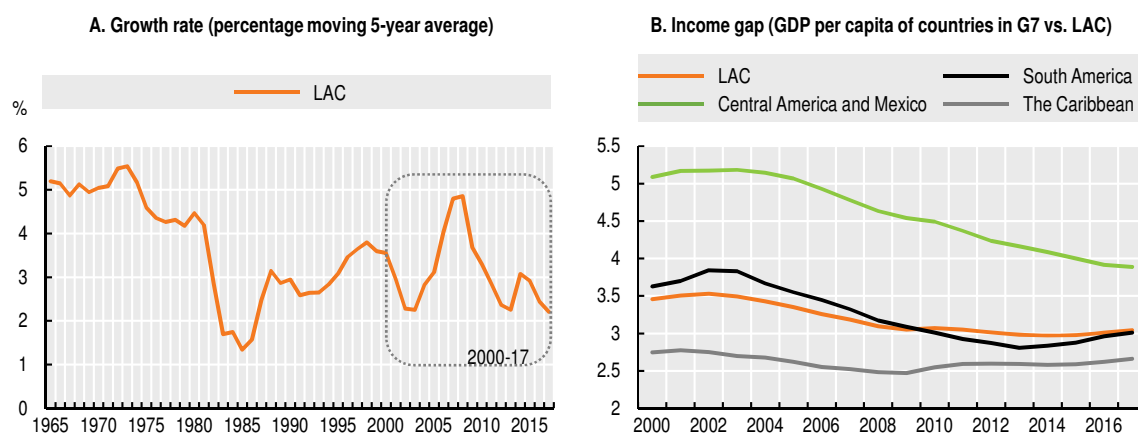 A. Growth rate (percentage moving 5-year average)
LAC
%
6
5
4
3
2
1
0
2000-17
1965 1970 1975 1980 1985 1990 1995 2000 2005 2010 2015
B. Income gap (GDP per capita of countries in G7 vs. LAC)
LAC South America
Central America and Mexico The Caribbean
5.5
5
4.5
4
3.5
3
2.5
2
2000 2002 2004 2006 2008 2010 2012 2014 2016